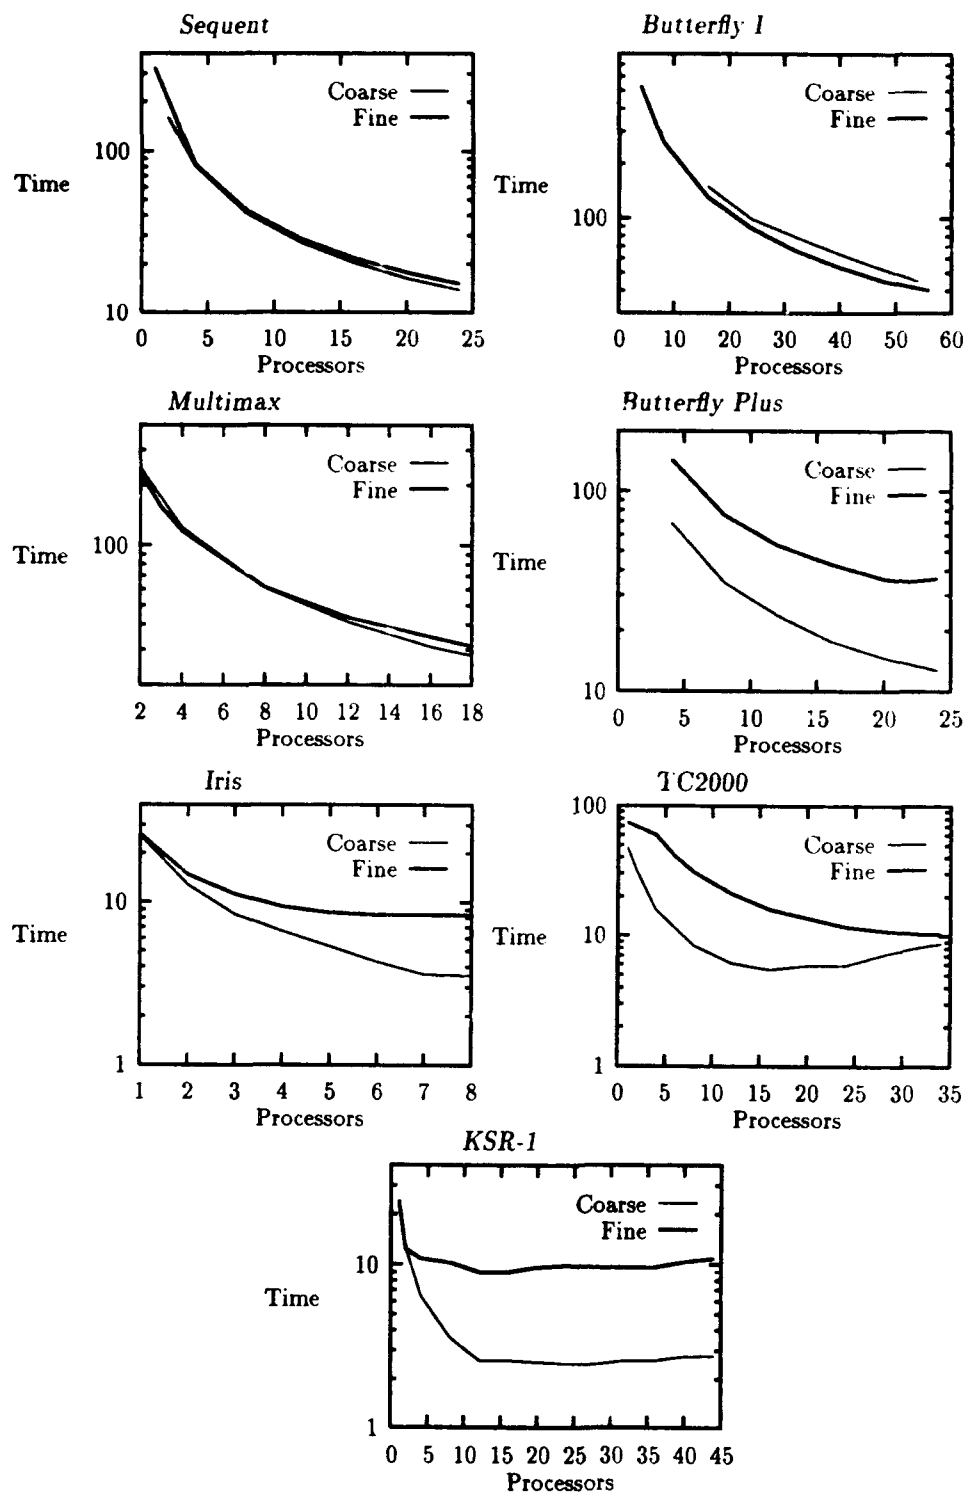 Sequent
Coarse
Fine
100
Time
10
0 5 10 15 20 25
Processors
Butterfly I
Coarse
Fine
Time
100
0 10 20 30 40 50 60
Processors
Multimax
Coarse
Fine
100
Time
2 4 6 8 10 12 14 16 18
Processors
Butterfly Plus
Coarse
Fine
100
Time
10
0 5 10 15 20 25
Processors
Iris
Coarse
Fine
10
Time
1
1 2 3 4 5 6 7 8
Processors
TC2000
100
Coarse
Fine
10
Time
1
0 5 10 15 20 25 30 35
Processors
KSR-1
Coarse
Fine
10
Time
1
0 5 10 15 20 25 30 35 40 45
Processors